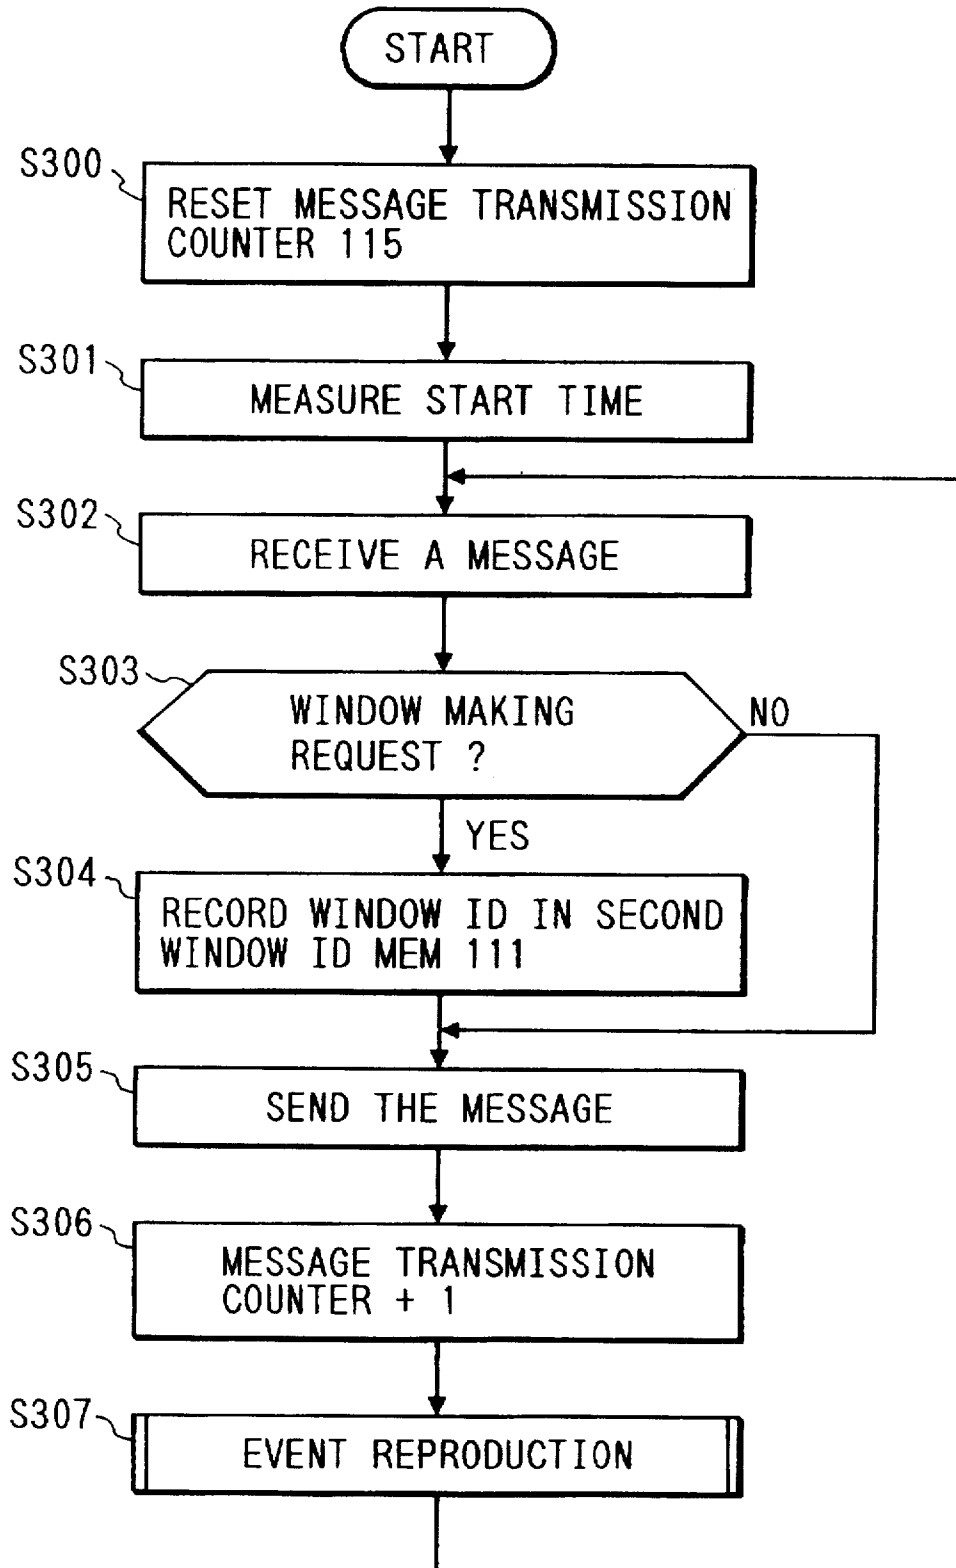 START
S300
RESET MESSAGE TRANSMISSION
COUNTER 115
S301
MEASURE START TIME
S302
RECEIVE A MESSAGE
S303
WINDOW MAKING
REQUEST ?
NO
YES
S304
RECORD WINDOW ID IN SECOND
WINDOW ID MEM 111
S305
SEND THE MESSAGE
S306
MESSAGE TRANSMISSION
COUNTER + 1
S307
EVENT REPRODUCTION